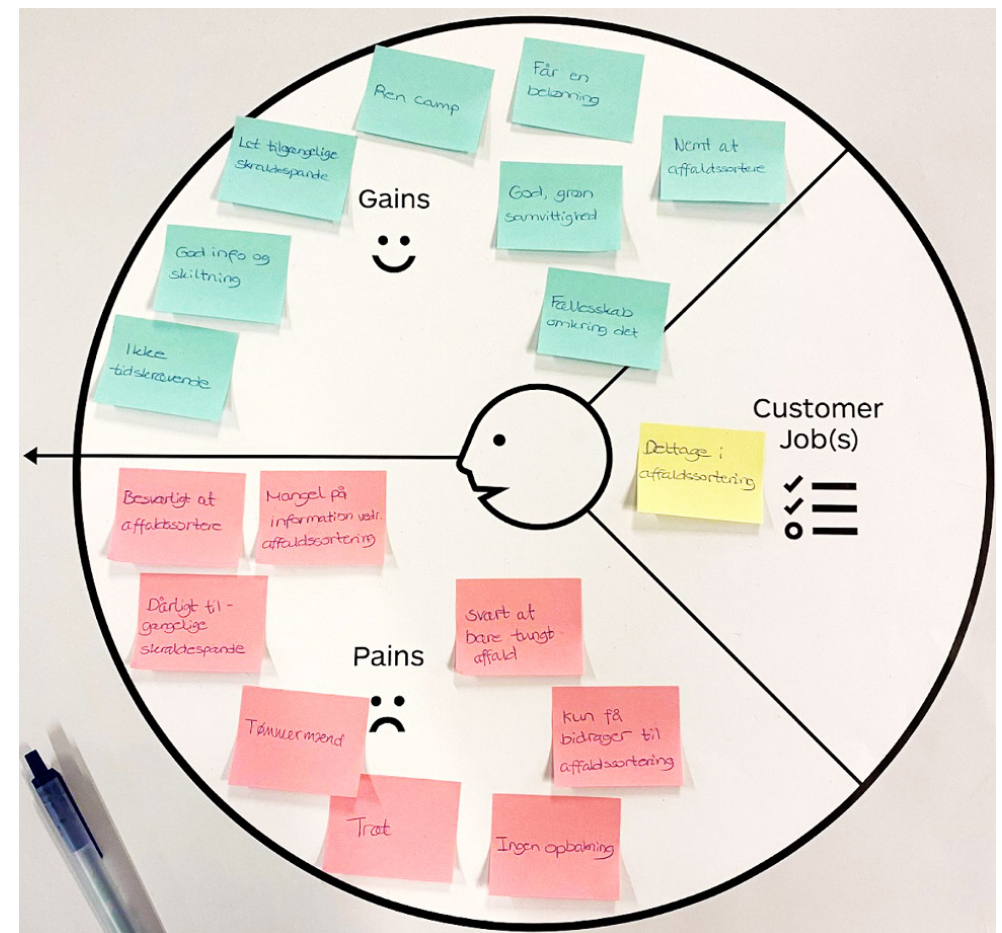 Ren camp
Får en
belønning
Nemt at
affaldssortere
Let tilgængelige
skraldespande
God, grøn
samvittighed
Gains
God info og
skiltning
Fællesskab
omkring det
Ikke
tidskrævende
Customer
Job(s)
Deltage i
affaldssortering
Besværligt at
affaldssortere
Mangel på
information vedr.
affaldssortering
Dårligt til-
gængelige
skraldespande
Svært at
bære tungt
affald
Pains
Tømmermænd
Kun få
bidrager til
affaldssortering
Træt
Ingen opbakning